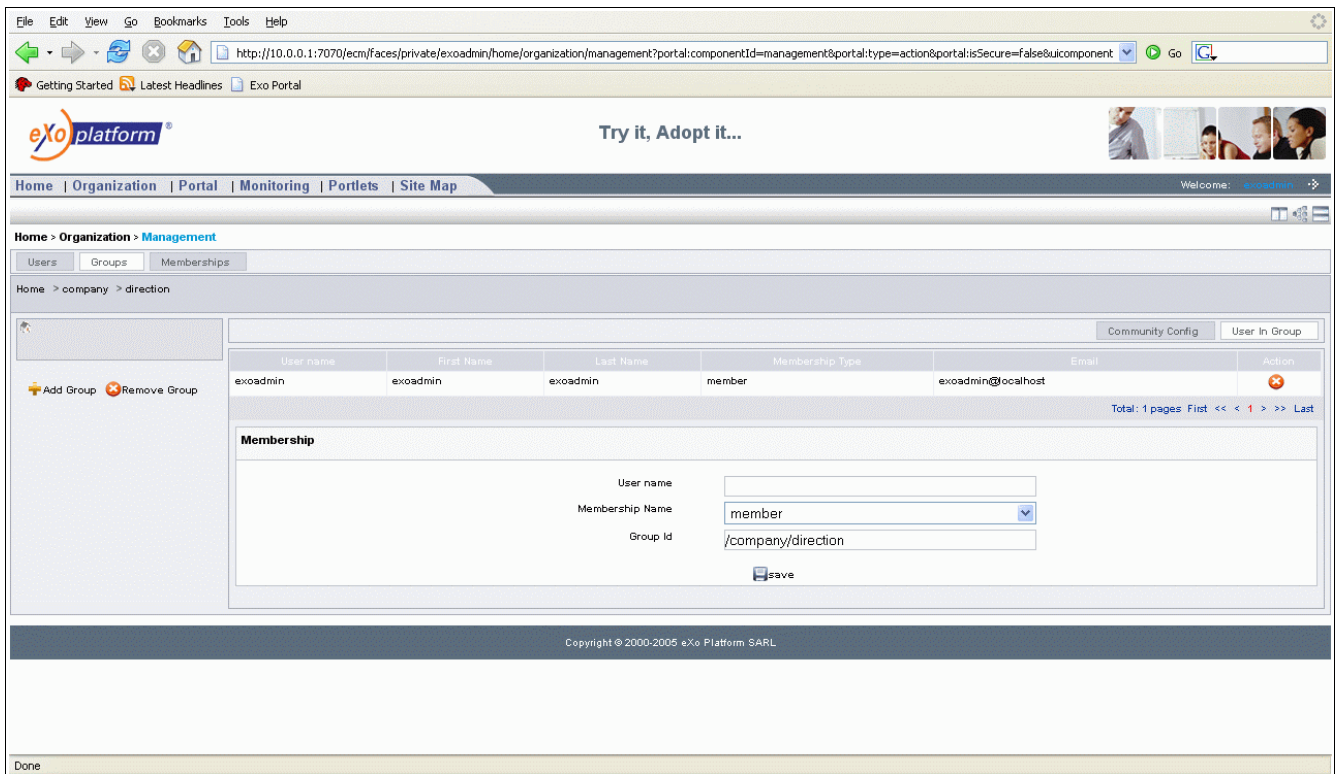 File Edit View Go Bookmarks Tools Help
http://10.0.0.1:7070/ecm/faces/private/exoadmin/home/organization/management?portal:componentId=management&portal:type=action&portal:isSecure=false&uicomponent Go G
Getting Started Latest Headlines Exo Portal
eXo platform ®
Try it, Adopt it...
Home | Organization | Portal | Monitoring | Portlets | Site Map
Welcome: exoadmin
Home > Organization > Management
Users Groups Memberships
Home > company > direction
Community Config User In Group
User name First Name Last Name Membership Type Email Action
exoadmin exoadmin exoadmin member exoadmin@localhost
Add Group Remove Group
Total: 1 pages First << < 1 > >> Last
Membership
User name
Membership Name member
Group Id /company/direction
save
Copyright © 2000-2005 eXo Platform SARL
Done